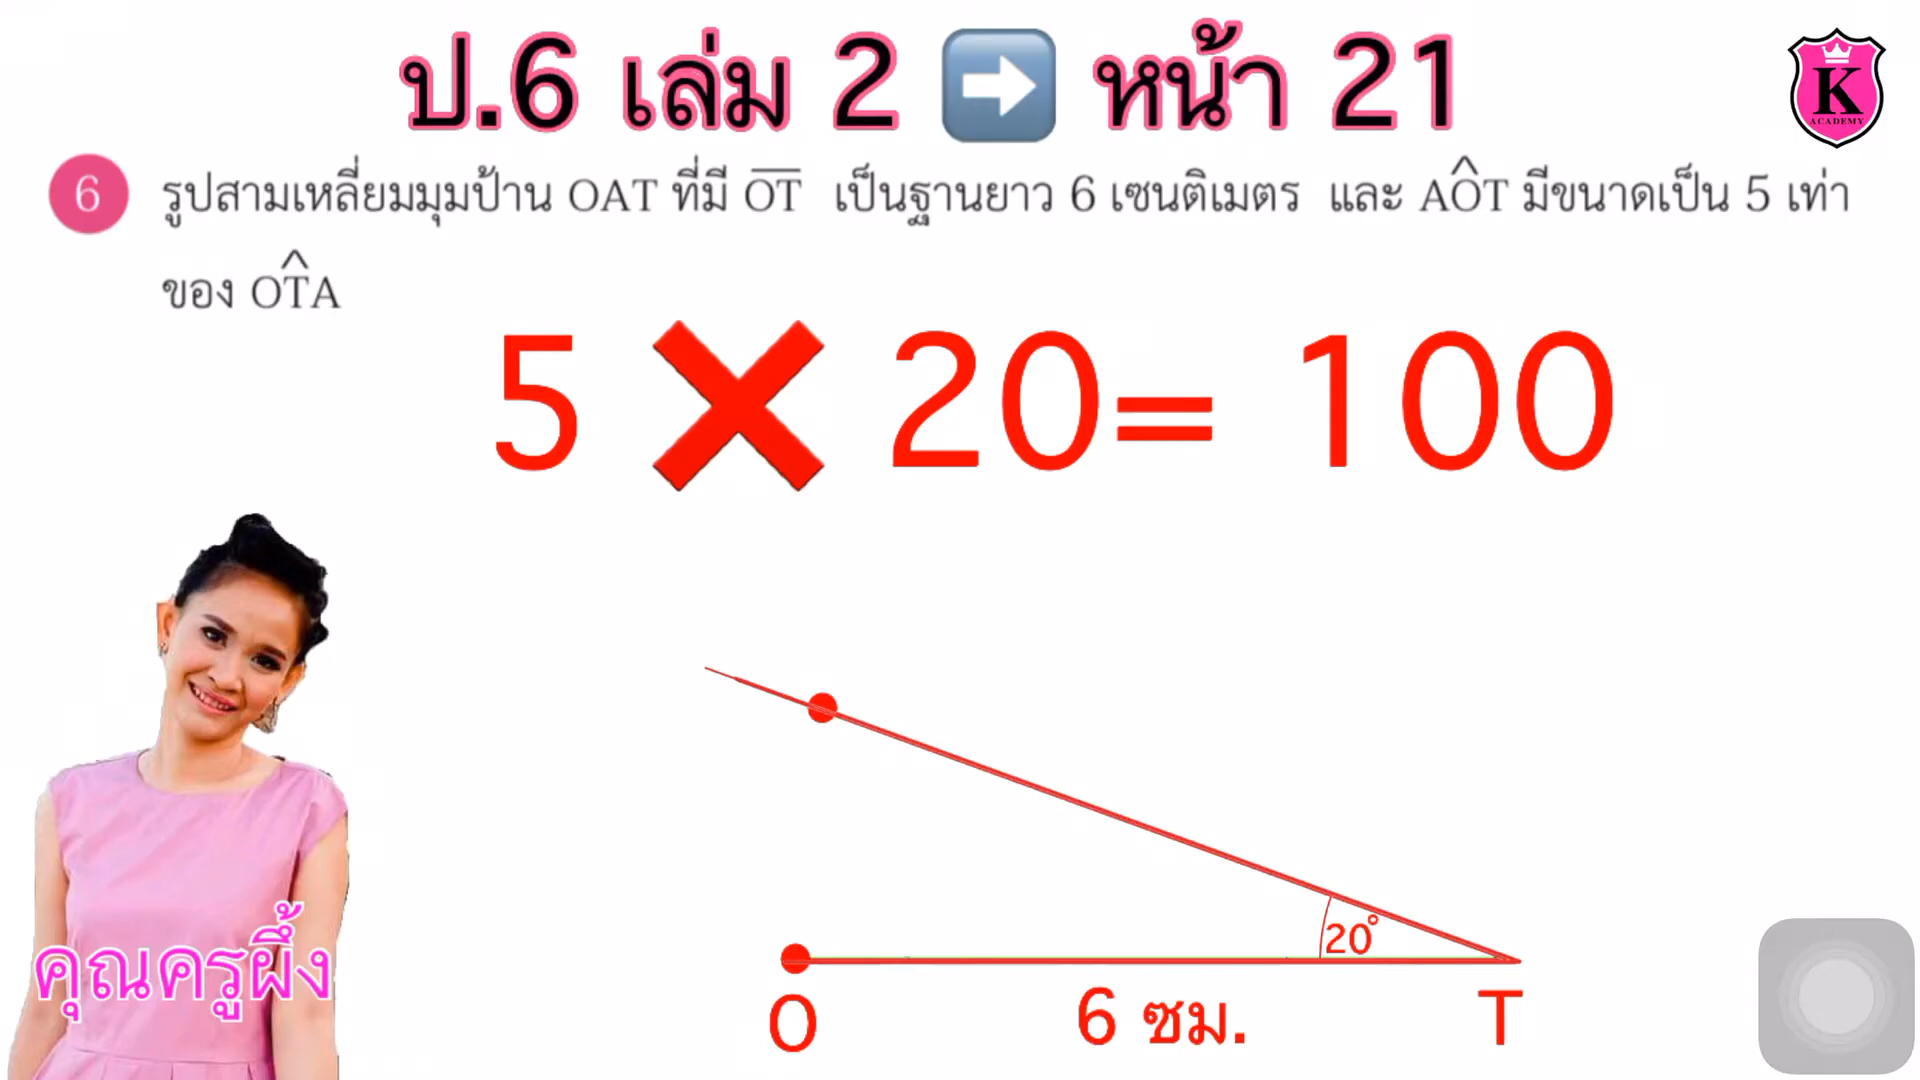 ป.6 เล่ม 2 ➡ หน้า 21
K
ACADEMY
6 รูปสามเหลี่ยมมุมป้าน OAT ที่มี O̅T̅ เป็นฐานยาว 6 เซนติเมตร และ AÔT มีขนาดเป็น 5 เท่า
ของ OT̂A
5 ✖ 20= 100
20°
คุณครูผึ้ง
O 6 ซม. T